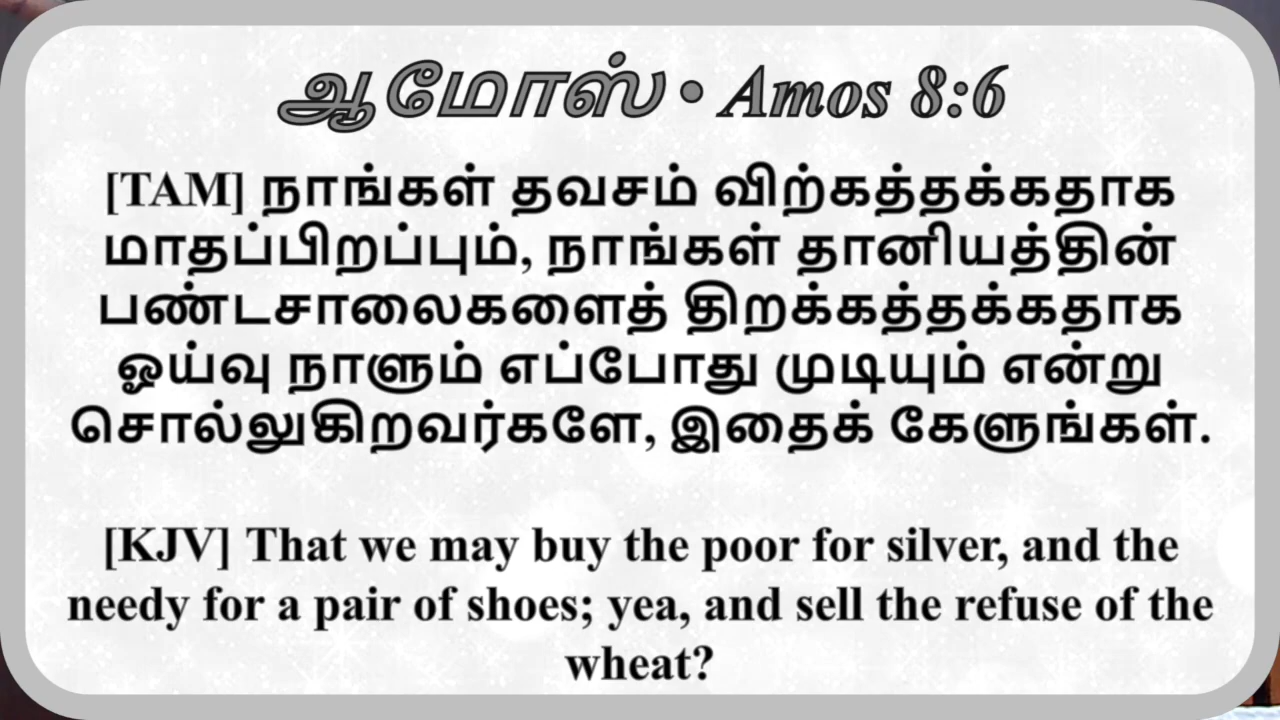 ஆமோஸ் • Amos 8:6
[TAM] நாங்கள் தவசம் விற்கத்தக்கதாக
மாதப்பிறப்பும், நாங்கள் தானியத்தின்
பண்டசாலைகளைத் திறக்கத்தக்கதாக
ஓய்வு நாளும் எப்போது முடியும் என்று
சொல்லுகிறவர்களே, இதைக் கேளுங்கள்.
[KJV] That we may buy the poor for silver, and the
needy for a pair of shoes; yea, and sell the refuse of the
wheat?